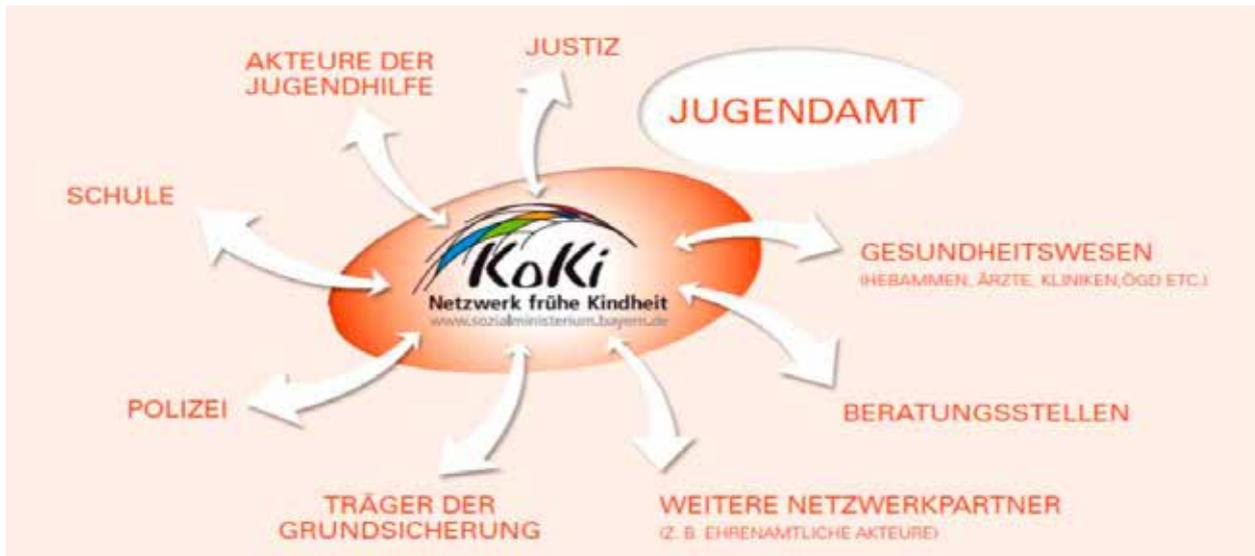 JUSTIZ
AKTEURE DER
JUGENDHILFE
JUGENDAMT
SCHULE
KoKi
Netzwerk frühe Kindheit
www.sozialministerium.bayern.de
GESUNDHEITSWESEN
(HEBAMMEN, ÄRZTE, KLINIKEN,ÖGD ETC.)
POLIZEI
BERATUNGSSTELLEN
TRÄGER DER
GRUNDSICHERUNG
WEITERE NETZWERKPARTNER
(Z. B. EHRENAMTLICHE AKTEURE)